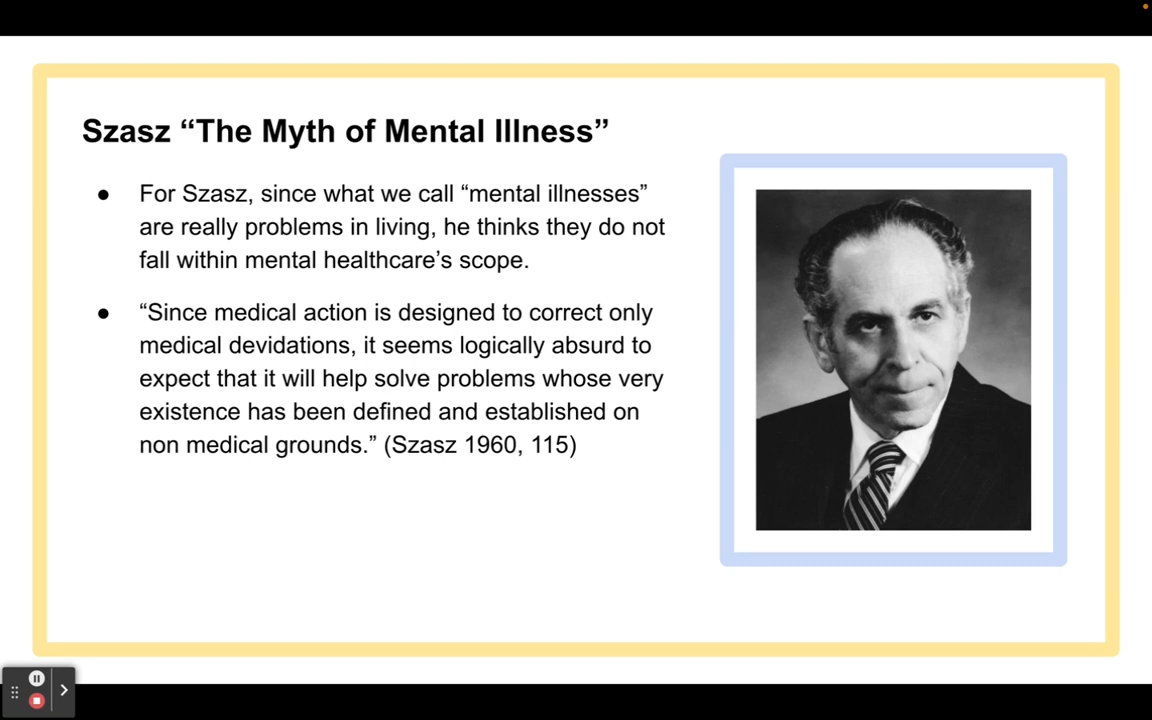 Szasz “The Myth of Mental Illness”
● For Szasz, since what we call “mental illnesses”
are really problems in living, he thinks they do not
fall within mental healthcare’s scope.
● “Since medical action is designed to correct only
medical devidations, it seems logically absurd to
expect that it will help solve problems whose very
existence has been defined and established on
non medical grounds.” (Szasz 1960, 115)